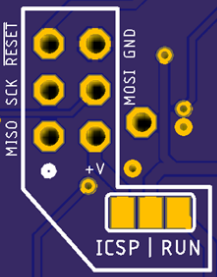 RESET
SCK
MISO
GND
MOSI
+V
ICSP | RUN